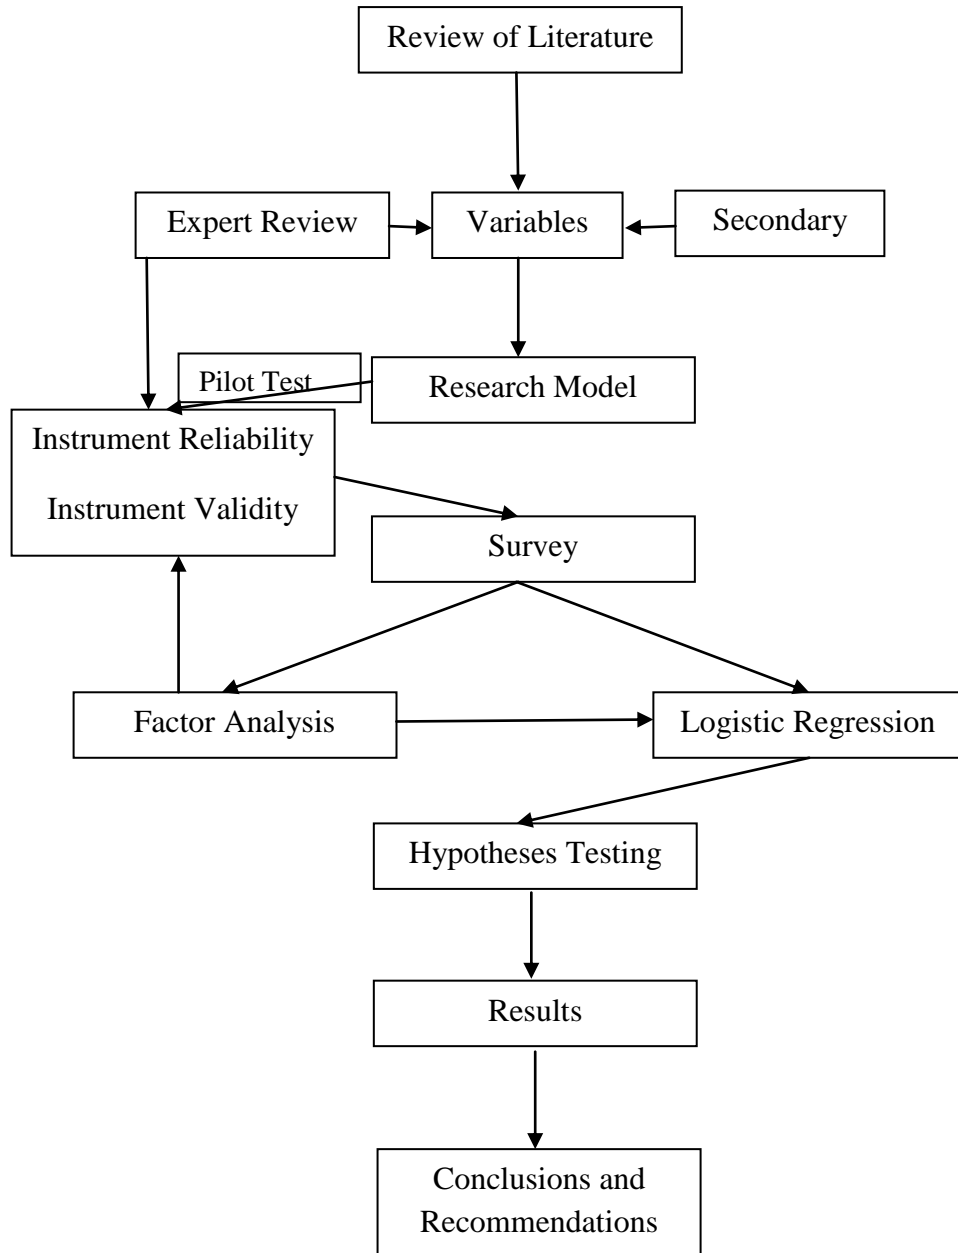 Review of Literature
Expert Review
Variables
Secondary
Pilot Test
Research Model
Instrument Reliability
Instrument Validity
Survey
Factor Analysis
Logistic Regression
Hypotheses Testing
Results
Conclusions and
Recommendations